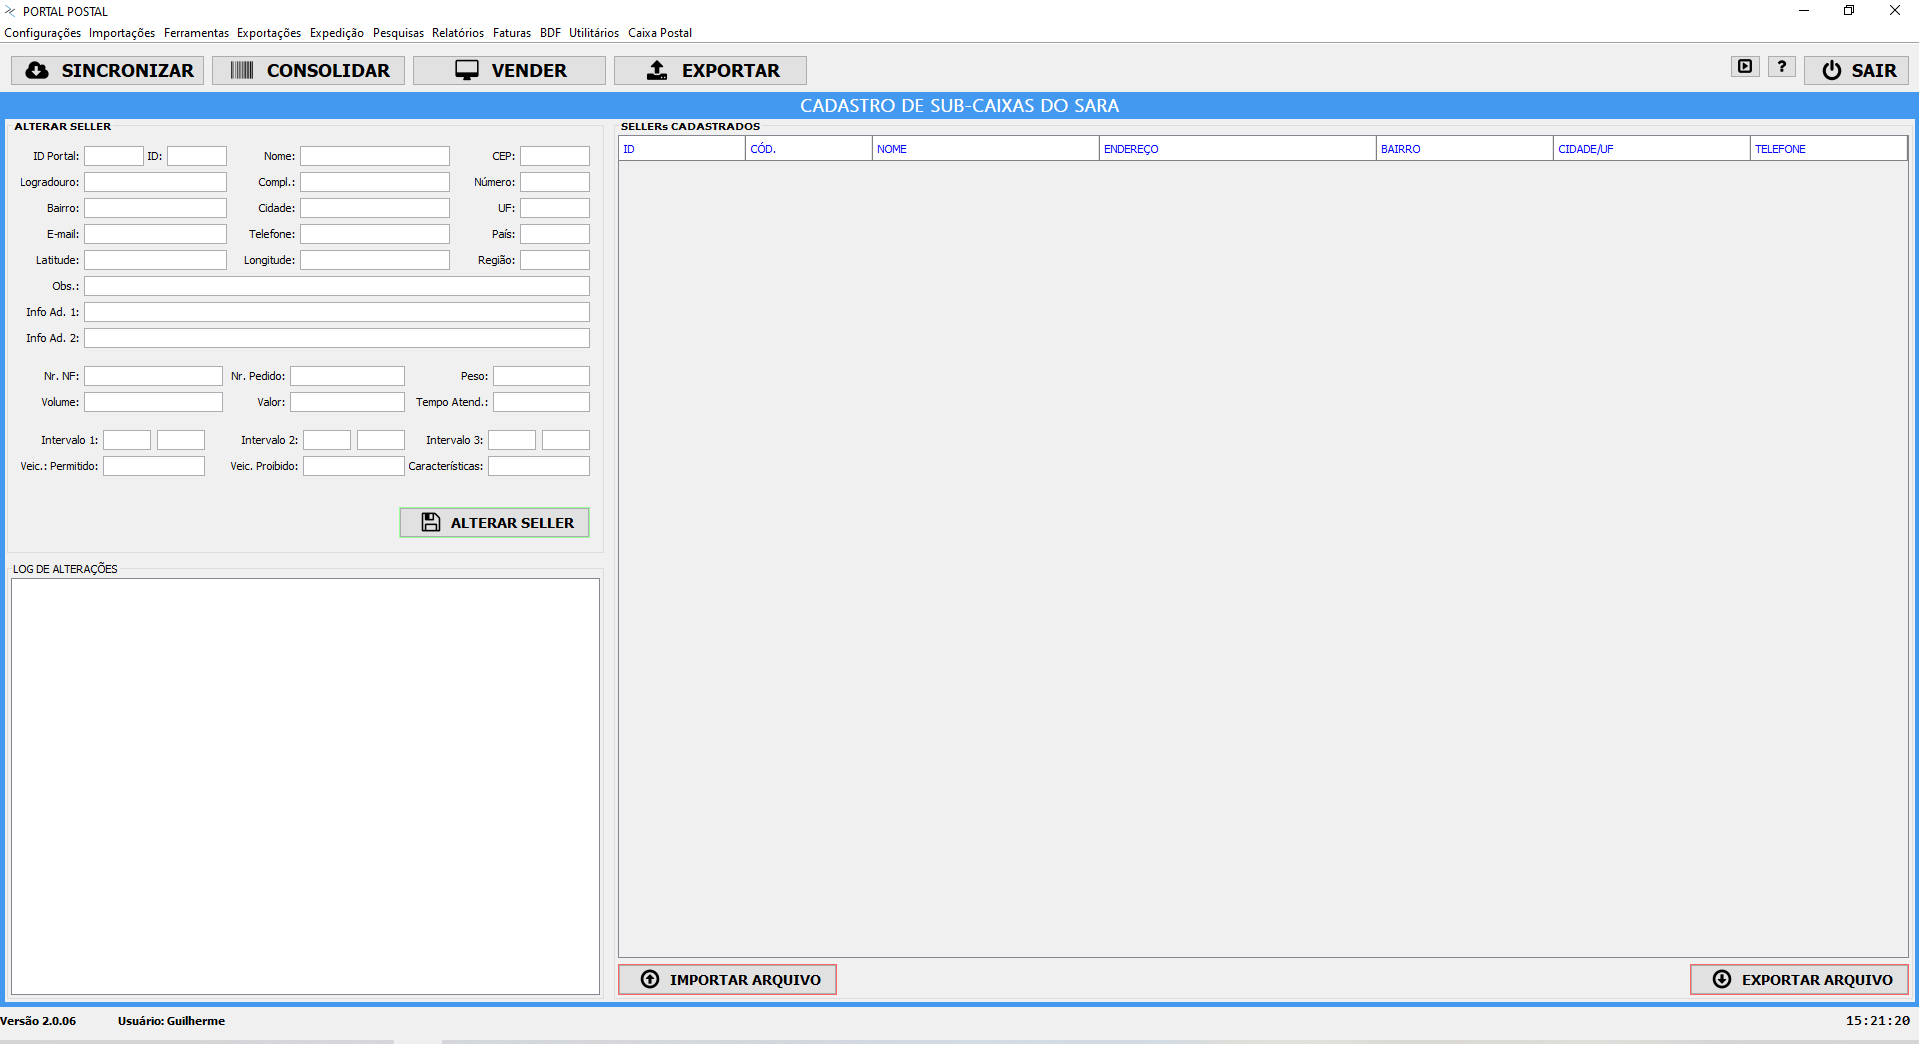 PORTAL POSTAL
Configurações Importações Ferramentas Exportações Expedição Pesquisas Relatórios Faturas BDF Utilitários Caixa Postal
SINCRONIZAR CONSOLIDAR VENDER EXPORTAR ? SAIR
CADASTRO DE SUB-CAIXAS DO SARA
ALTERAR SELLER
ID Portal: ID: Nome: CEP:
Logradouro: Compl.: Número:
Bairro: Cidade: UF:
E-mail: Telefone: País:
Latitude: Longitude: Região:
Obs.:
Info Ad. 1:
Info Ad. 2:
Nr. NF: Nr. Pedido: Peso:
Volume: Valor: Tempo Atend.:
Intervalo 1: Intervalo 2: Intervalo 3:
Veic.: Permitido: Veic. Proibido: Características:
ALTERAR SELLER
LOG DE ALTERAÇÕES
SELLERs CADASTRADOS
ID CÓD. NOME ENDEREÇO BAIRRO CIDADE/UF TELEFONE
IMPORTAR ARQUIVO EXPORTAR ARQUIVO
Versão 2.0.06 Usuário: Guilherme 15:21:20